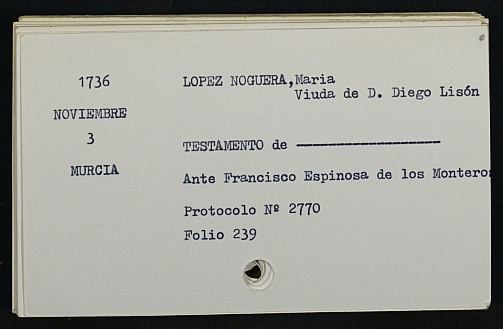 1736
LOPEZ NOGUERA, Maria
Viuda de D. Diego Lisón
NOVIEMBRE
3
TESTAMENTO de ------------------
MURCIA
Ante Francisco Espinosa de los Monteros
Protocolo Nº 2770
Folio 239